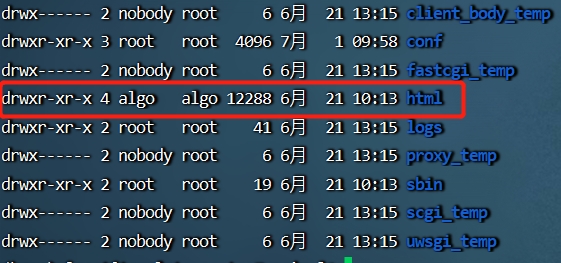 drwx------ 2 nobody root     6 6月  21 13:15 client_body_temp
drwxr-xr-x 3 root   root  4096 7月   1 09:58 conf
drwx------ 2 nobody root     6 6月  21 13:15 fastcgi_temp
drwxr-xr-x 4 algo   algo 12288 6月  21 10:13 html
drwxr-xr-x 2 root   root    41 6月  21 13:15 logs
drwx------ 2 nobody root     6 6月  21 13:15 proxy_temp
drwxr-xr-x 2 root   root    19 6月  21 10:13 sbin
drwx------ 2 nobody root     6 6月  21 13:15 scgi_temp
drwx------ 2 nobody root     6 6月  21 13:15 uwsgi_temp